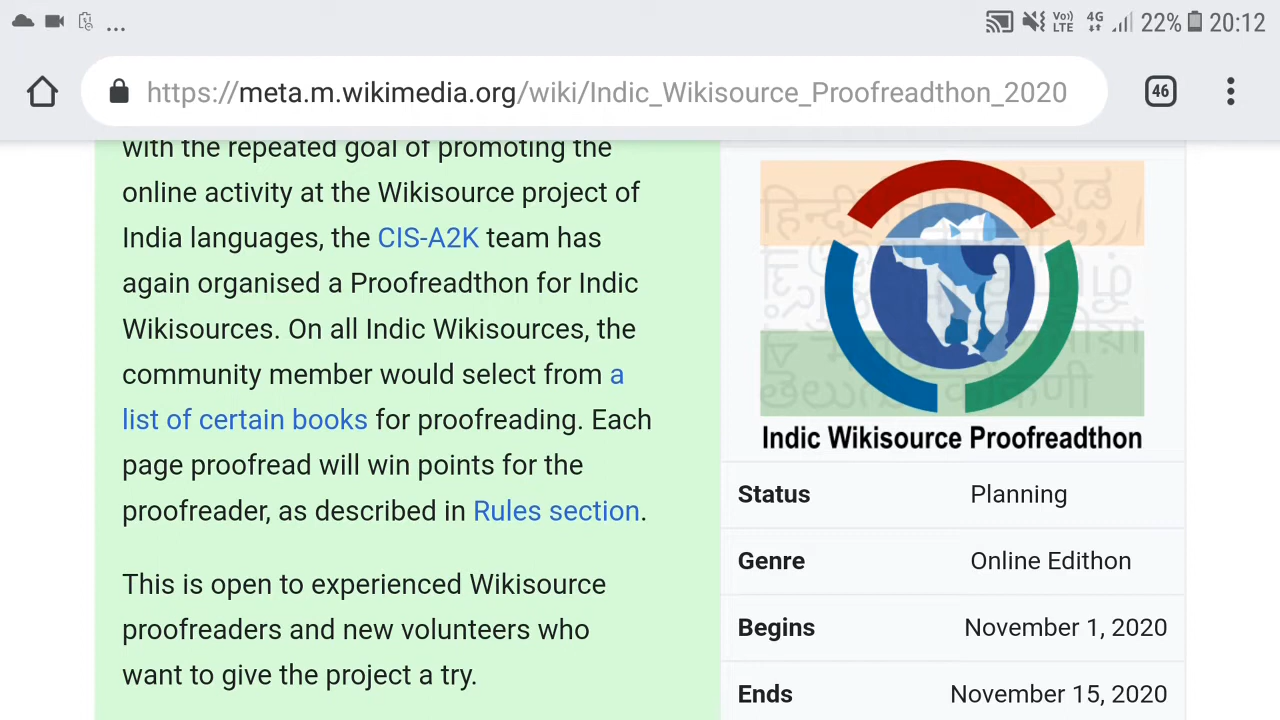 ...
Vo))
LTE
4G
22%
20:12
https://meta.m.wikimedia.org/wiki/Indic_Wikisource_Proofreadthon_2020
46
with the repeated goal of promoting the
online activity at the Wikisource project of
India languages, the CIS-A2K team has
again organised a Proofreadthon for Indic
Wikisources. On all Indic Wikisources, the
community member would select from a
list of certain books for proofreading. Each
page proofread will win points for the
proofreader, as described in Rules section.
This is open to experienced Wikisource
proofreaders and new volunteers who
want to give the project a try.
Indic Wikisource Proofreadthon
Status Planning
Genre Online Edithon
Begins November 1, 2020
Ends November 15, 2020